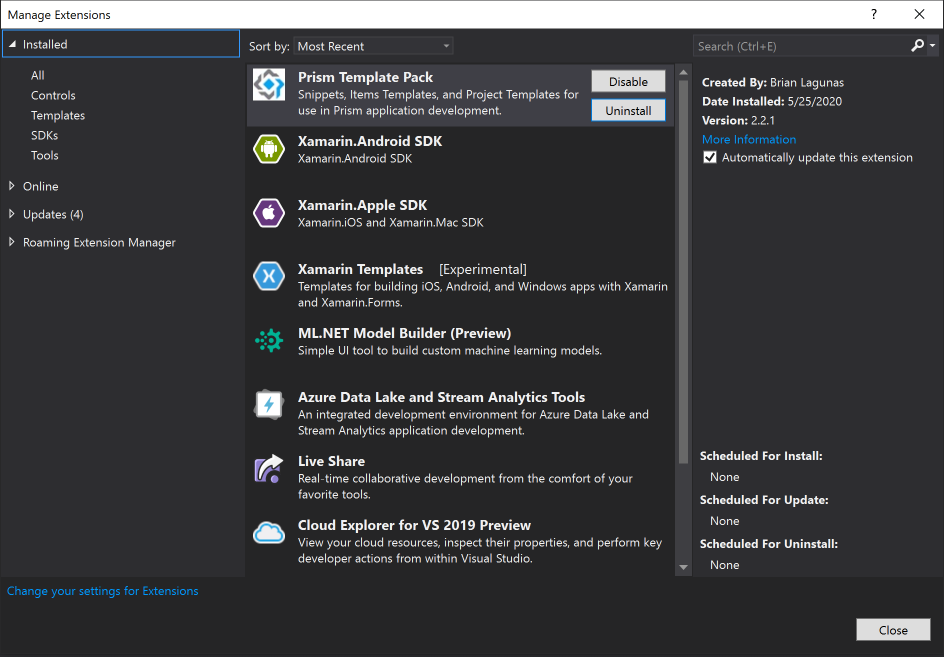 Manage Extensions
?
Installed
Sort by: Most Recent
Search (Ctrl+E)
All
Controls
Templates
SDKs
Tools
Online
Updates (4)
Roaming Extension Manager
Prism Template Pack
Snippets, Items Templates, and Project Templates for
use in Prism application development.
Disable
Uninstall
Xamarin.Android SDK
Xamarin.Android SDK
Xamarin.Apple SDK
Xamarin.iOS and Xamarin.Mac SDK
Xamarin Templates [Experimental]
Templates for building iOS, Android, and Windows apps with Xamarin
and Xamarin.Forms.
ML.NET Model Builder (Preview)
Simple UI tool to build custom machine learning models.
Azure Data Lake and Stream Analytics Tools
An integrated development environment for Azure Data Lake and
Stream Analytics application development.
Live Share
Real-time collaborative development from the comfort of your
favorite tools.
Cloud Explorer for VS 2019 Preview
View your cloud resources, inspect their properties, and perform key
developer actions from within Visual Studio.
Created By: Brian Lagunas
Date Installed: 5/25/2020
Version: 2.2.1
More Information
Automatically update this extension
Scheduled For Install:
None
Scheduled For Update:
None
Scheduled For Uninstall:
None
Change your settings for Extensions
Close